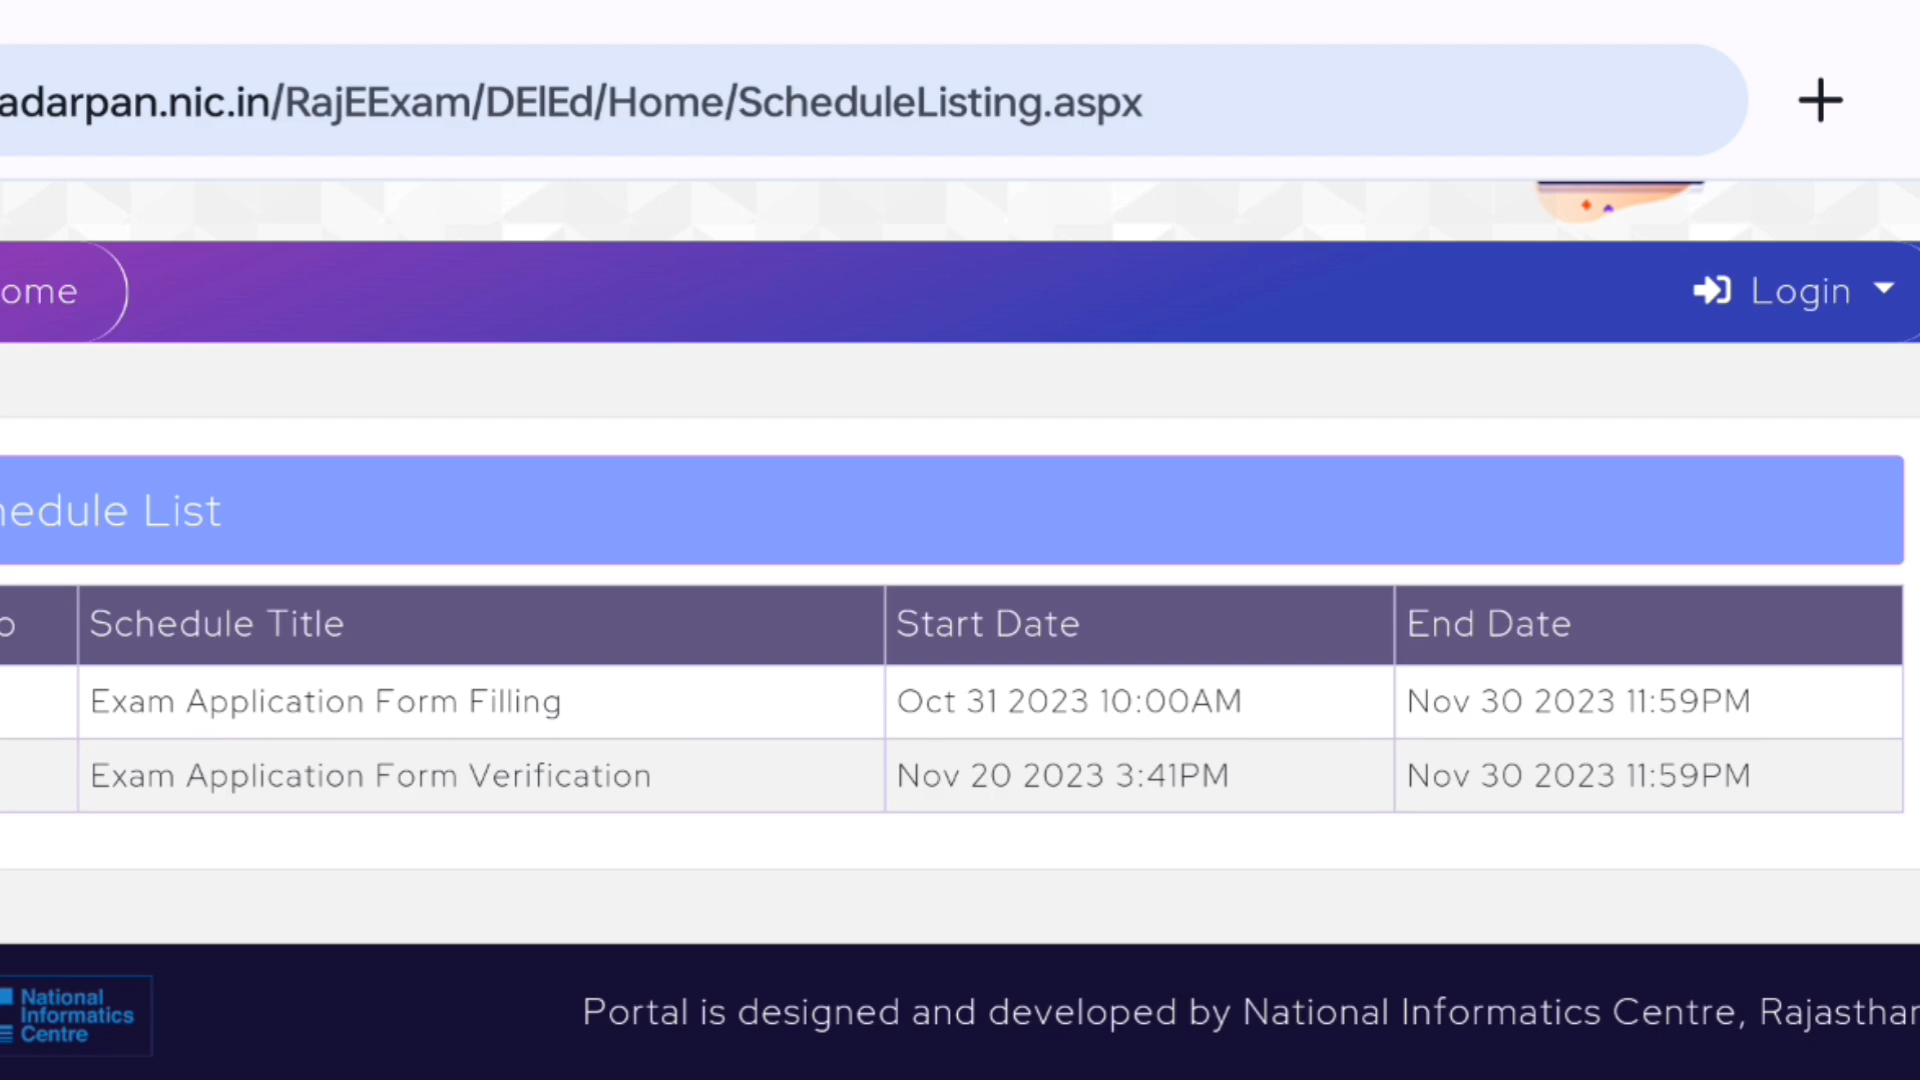 adarpan.nic.in/RajEExam/DElEd/Home/ScheduleListing.aspx
ome
Login
hedule List
o Schedule Title Start Date End Date
Exam Application Form Filling Oct 31 2023 10:00AM Nov 30 2023 11:59PM
Exam Application Form Verification Nov 20 2023 3:41PM Nov 30 2023 11:59PM
National
Informatics
Centre
Portal is designed and developed by National Informatics Centre, Rajasthan